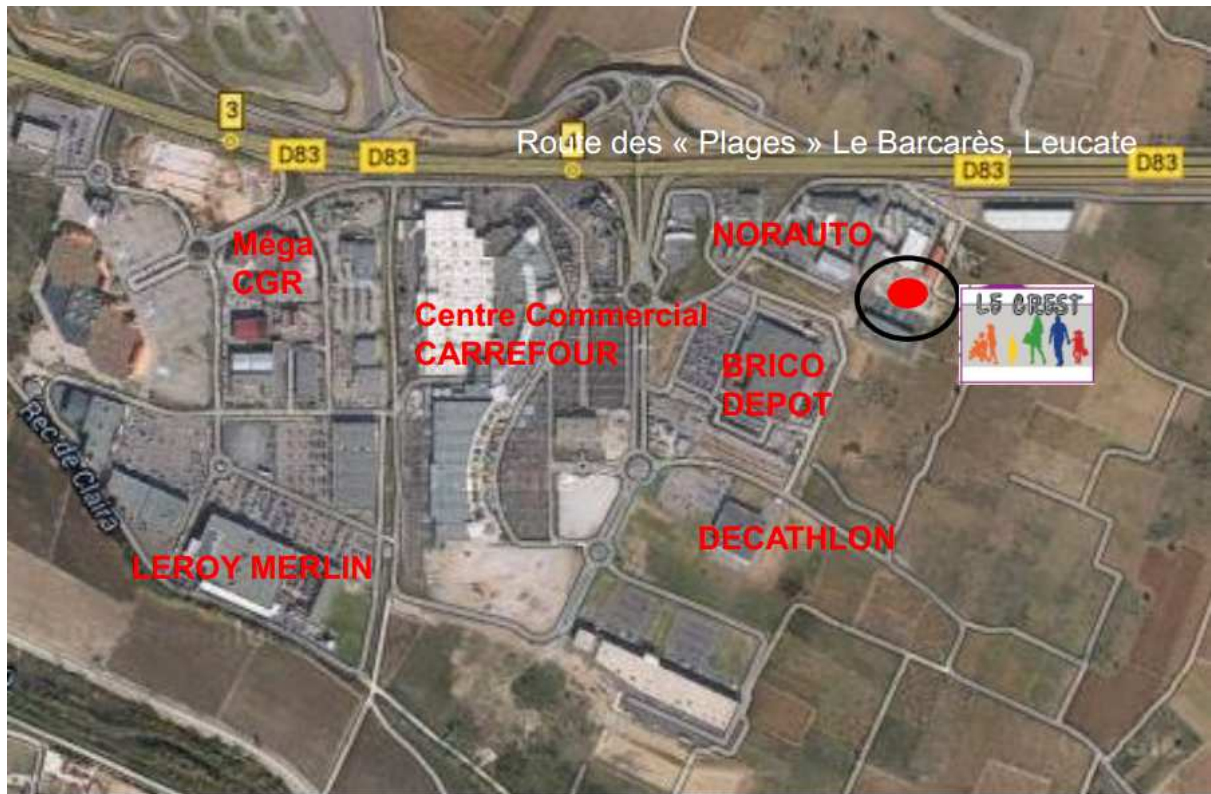 3
Route des « Plages » Le Barcarès, Leucate
D83
D83
D83
D83
NORAUTO
Méga
CGR
LE CREST
Centre Commercial
CARREFOUR
BRICO
DEPOT
Rec de Claira
DECATHLON
LEROY MERLIN